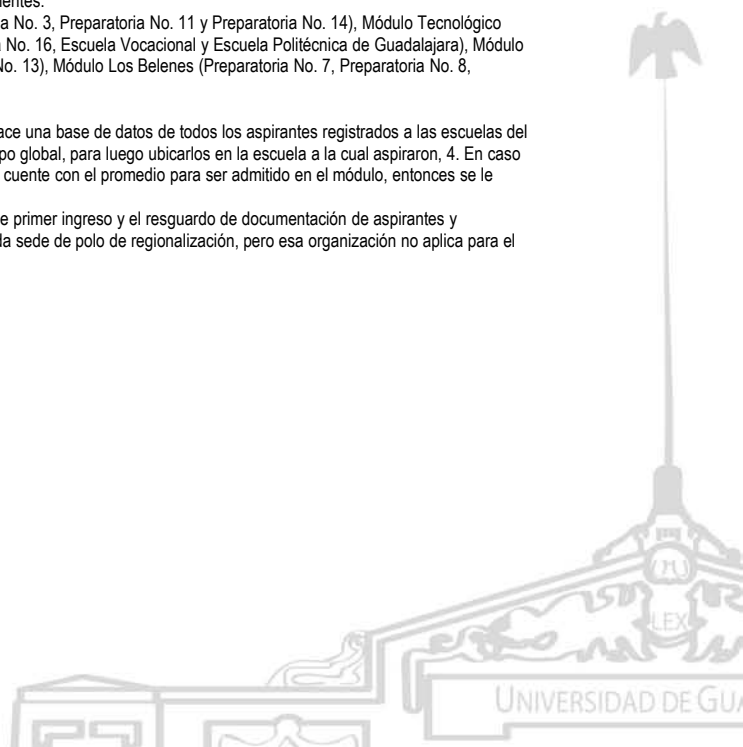 a No. 3, Preparatoria No. 11 y Preparatoria No. 14), Módulo Tecnológico
No. 16, Escuela Vocacional y Escuela Politécnica de Guadalajara), Módulo
No. 13), Módulo Los Belenes (Preparatoria No. 7, Preparatoria No. 8,
ace una base de datos de todos los aspirantes registrados a las escuelas del
po global, para luego ubicarlos en la escuela a la cual aspiraron, 4. En caso
cuente con el promedio para ser admitido en el módulo, entonces se le
e primer ingreso y el resguardo de documentación de aspirantes y
da sede de polo de regionalización, pero esa organización no aplica para el
LEX
UNIVERSIDAD DE GUA